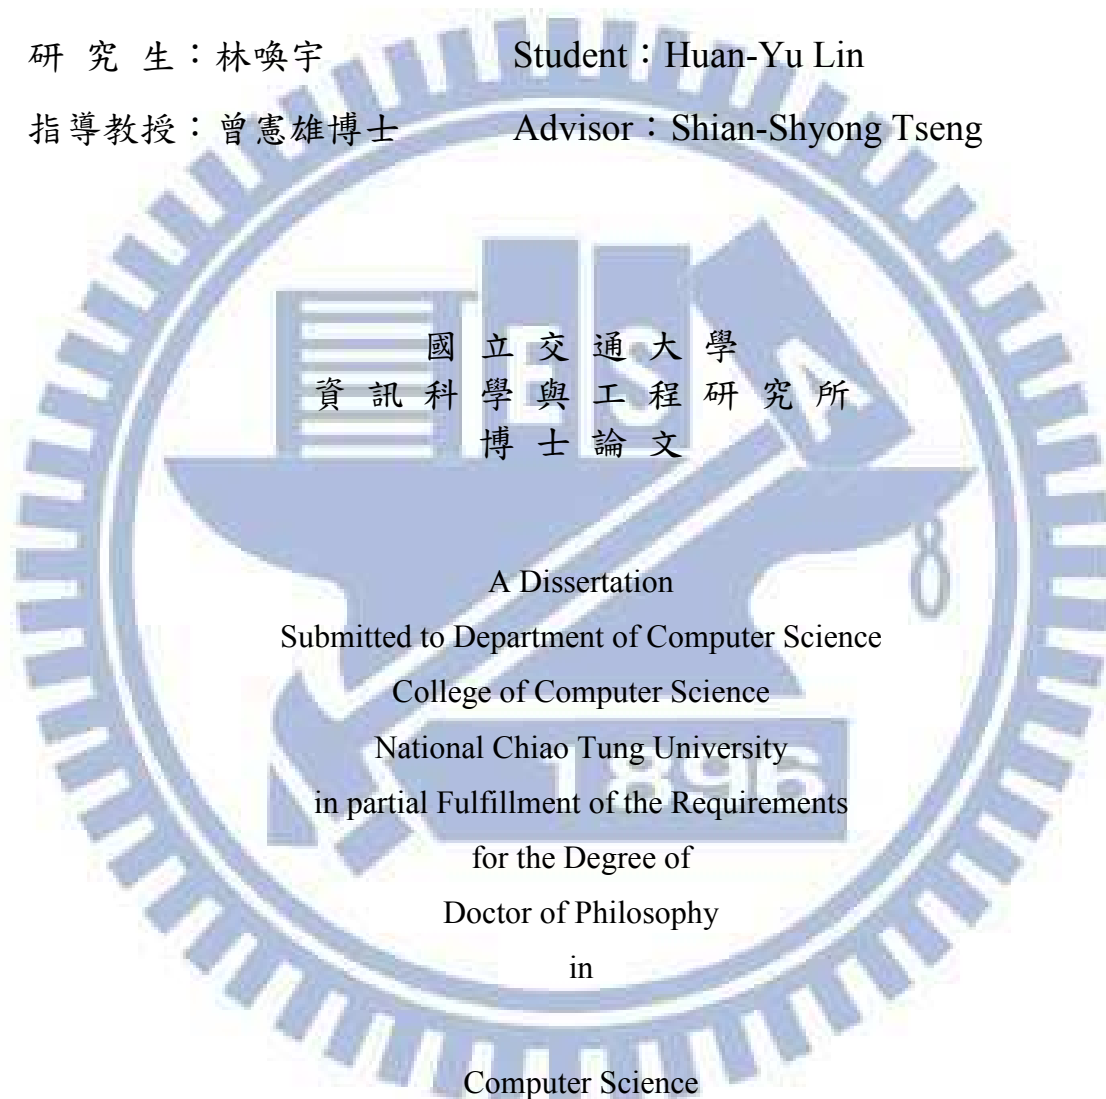 研 究 生：林喚宇 Student：Huan-Yu Lin
指導教授：曾憲雄博士 Advisor：Shian-Shyong Tseng
E S A
國 立 交 通 大 學
資 訊 科 學 與 工 程 研 究 所
博 士 論 文
A Dissertation
Submitted to Department of Computer Science
College of Computer Science
National Chiao Tung University
1896
in partial Fulfillment of the Requirements
for the Degree of
Doctor of Philosophy
in
Computer Science